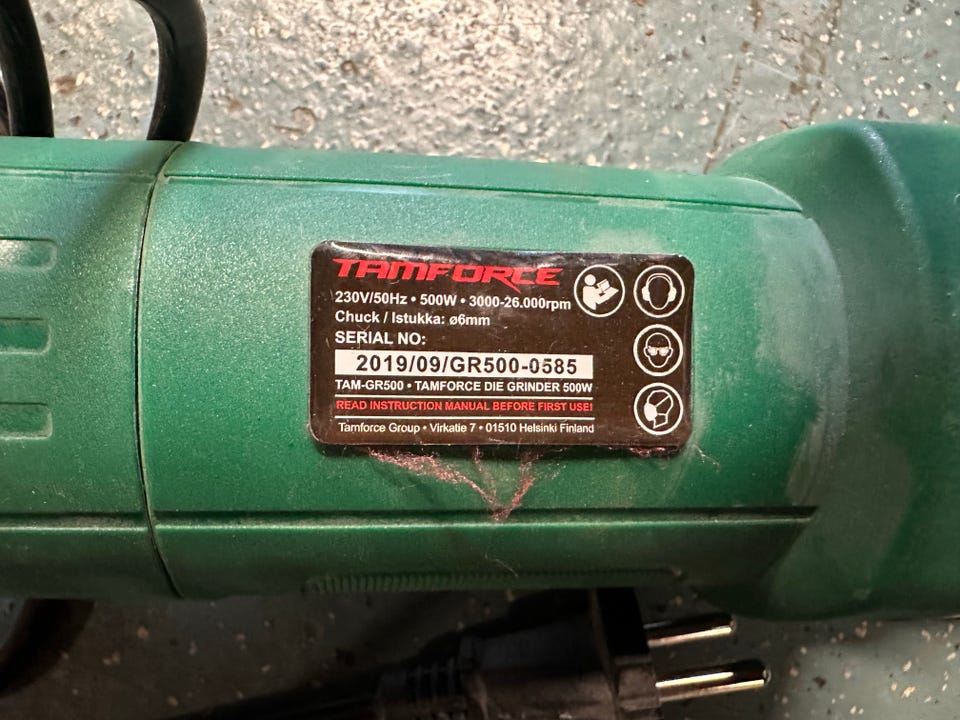 TAMFORCE
230V/50Hz • 500W • 3000-26.000rpm
Chuck / Istukka: ø6mm
SERIAL NO:
2019/09/GR500-0585
TAM-GR500 • TAMFORCE DIE GRINDER 500W
READ INSTRUCTION MANUAL BEFORE FIRST USE!
Tamforce Group • Virkatie 7 • 01510 Helsinki Finland